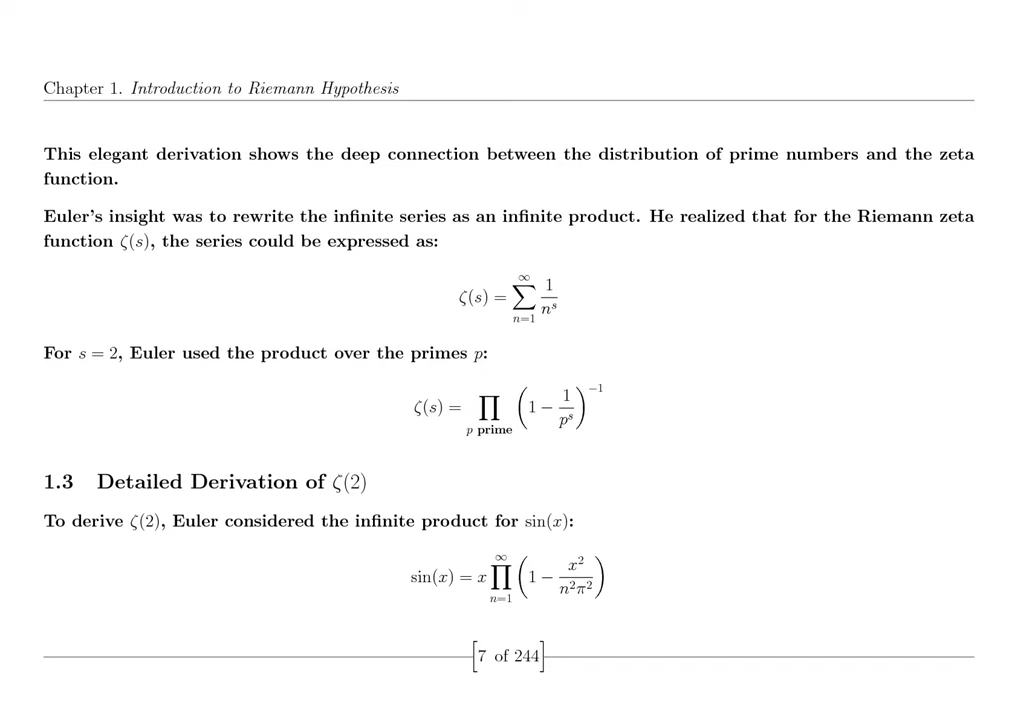 Chapter 1. Introduction to Riemann Hypothesis
This elegant derivation shows the deep connection between the distribution of prime numbers and the zeta
function.
Euler's insight was to rewrite the infinite series as an infinite product. He realized that for the Riemann zeta
function ζ(s), the series could be expressed as:
ζ(s) = ∑_{n=1}^{∞} 1/n^s
For s = 2, Euler used the product over the primes p:
ζ(s) = ∏_{p prime} (1 − 1/p^s)^{−1}
1.3 Detailed Derivation of ζ(2)
To derive ζ(2), Euler considered the infinite product for sin(x):
sin(x) = x ∏_{n=1}^{∞} (1 − x²/n²π²)
[7 of 244]